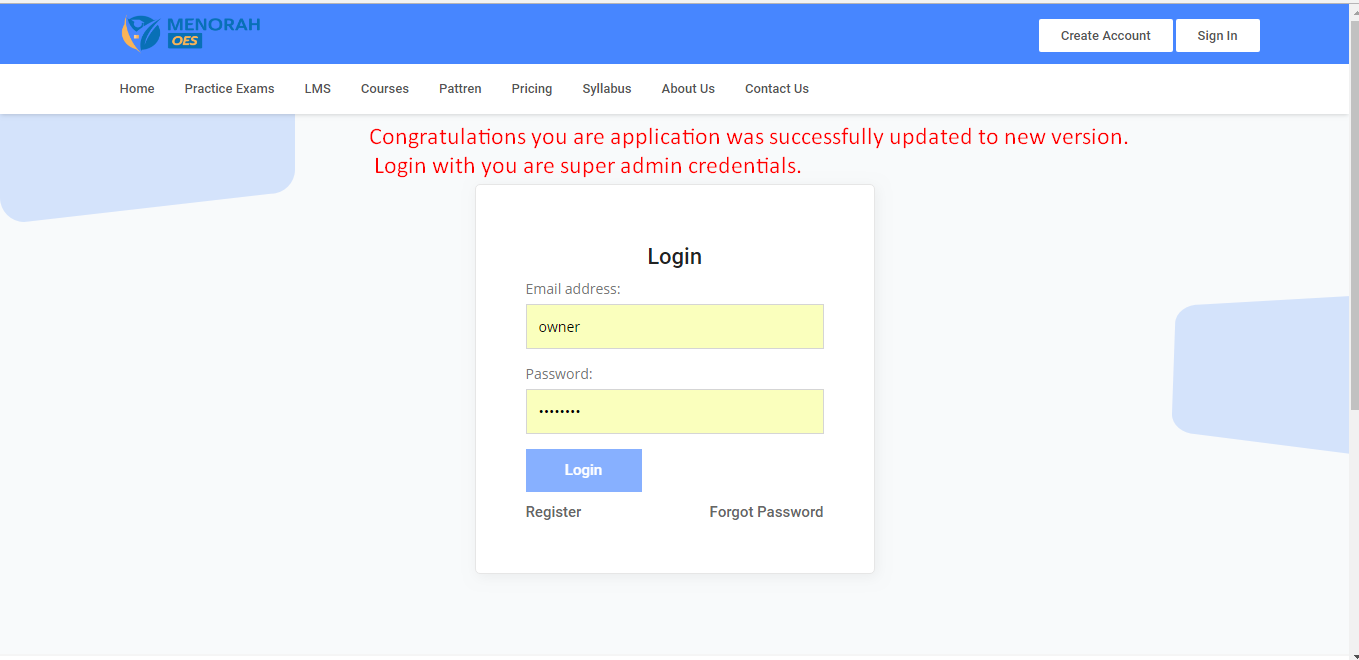 MENORAH
OES
Create Account
Sign In
Home
Practice Exams
LMS
Courses
Pattren
Pricing
Syllabus
About Us
Contact Us
Congratulations you are application was successfully updated to new version.
Login with you are super admin credentials.
Login
Email address:
owner
Password:
••••••••
Login
Register
Forgot Password